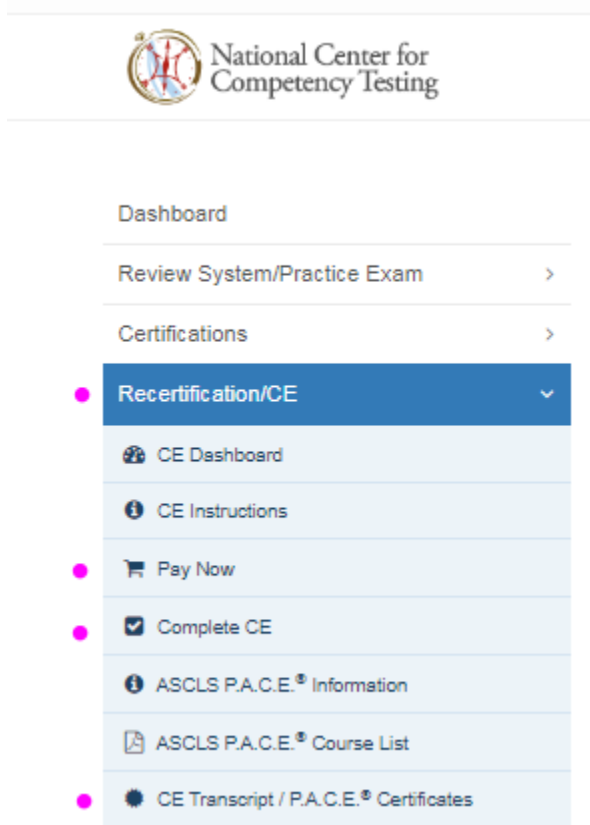 National Center for
Competency Testing
Dashboard
Review System/Practice Exam
Certifications
Recertification/CE
CE Dashboard
CE Instructions
Pay Now
Complete CE
ASCLS P.A.C.E.® Information
ASCLS P.A.C.E.® Course List
CE Transcript / P.A.C.E.® Certificates